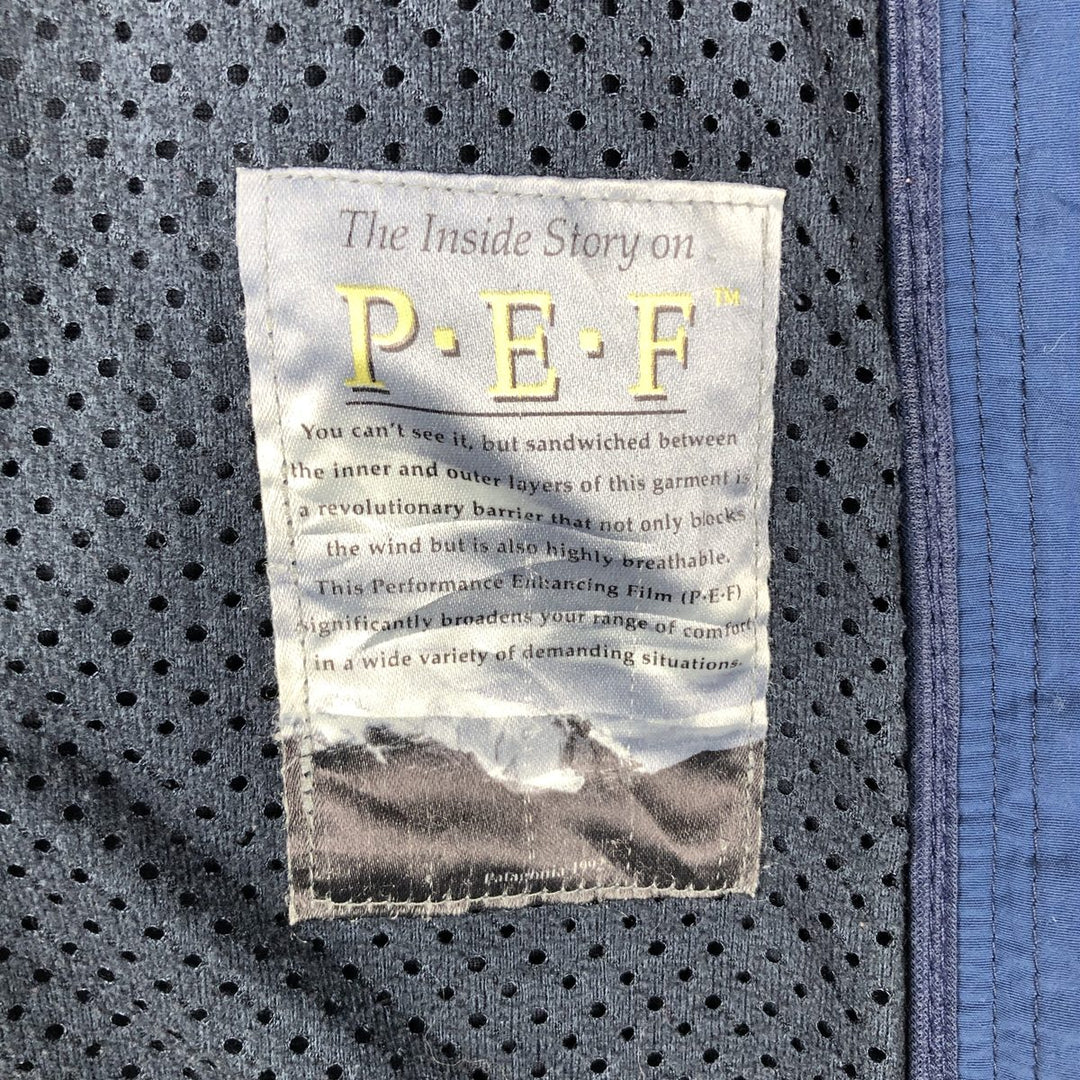 The Inside Story on
P·E·F™
You can't see it, but sandwiched between
the inner and outer layers of this garment is
a revolutionary barrier that not only blocks
the wind but is also highly breathable.
This Performance Enhancing Film (P·E·F)
significantly broadens your range of comfort
in a wide variety of demanding situations.
Patagonia